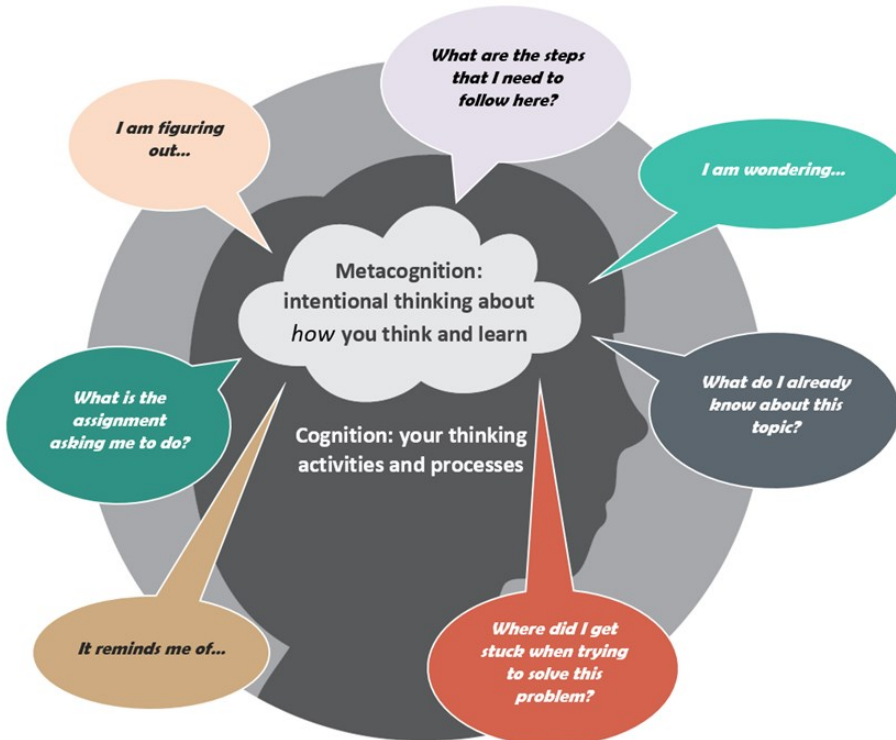 What are the steps
that I need to
follow here?
I am figuring
out...
I am wondering...
Metacognition:
intentional thinking about
how you think and learn
What is the
assignment
asking me to do?
What do I already
know about this
topic?
Cognition: your thinking
activities and processes
It reminds me of...
Where did I get
stuck when trying
to solve this
problem?